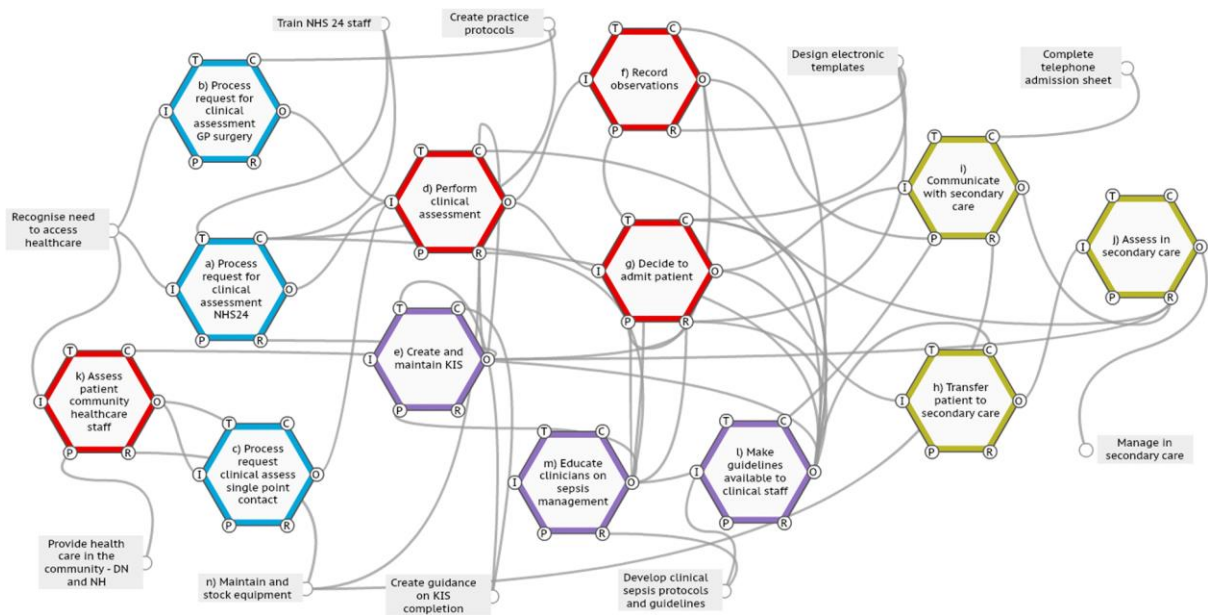 Train NHS 24 staff
Create practice
protocols
Design electronic
templates
Complete
telephone
admission sheet
T
C
I
O
P
R
b) Process
request for
clinical
assessment
GP surgery
T
C
I
O
P
R
f) Record
observations
T
C
I
O
P
R
d) Perform
clinical
assessment
T
C
I
O
P
R
i)
Communicate
with secondary
care
T
C
I
O
P
R
j) Assess in
secondary care
Recognise need
to access
healthcare
T
C
I
O
P
R
a) Process
request for
clinical
assessment
NHS24
T
C
I
O
P
R
g) Decide to
admit patient
T
C
I
O
P
R
e) Create and
maintain KIS
T
C
I
O
P
R
k) Assess
patient
community
healthcare
staff
T
C
I
O
P
R
h) Transfer
patient to
secondary care
T
C
I
O
P
R
c) Process
request
clinical assess
single point
contact
T
C
I
O
P
R
m) Educate
clinicians on
sepsis
management
T
C
I
O
P
R
l) Make
guidelines
available to
clinical staff
Manage in
secondary care
Provide health
care in the
community - DN
and NH
n) Maintain and
stock equipment
Create guidance
on KIS
completion
Develop clinical
sepsis protocols
and guidelines